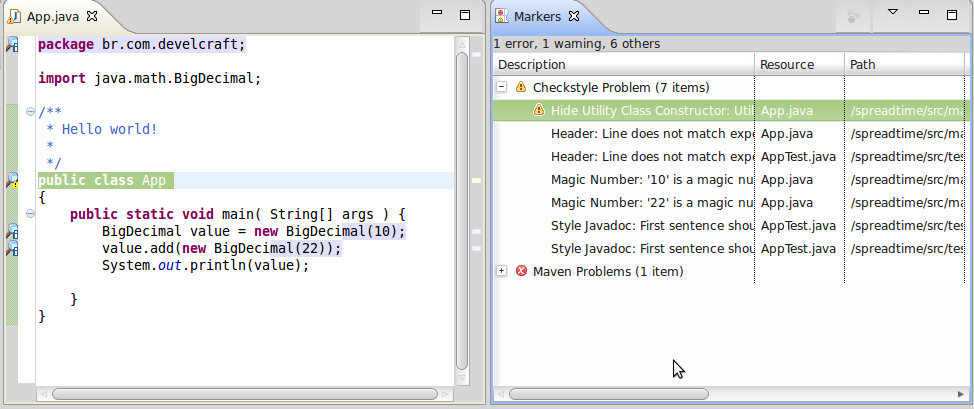 App.java
package br.com.develcraft;
import java.math.BigDecimal;
/**
* Hello world!
*
*/
public class App
{
public static void main( String[] args ) {
BigDecimal value = new BigDecimal(10);
value.add(new BigDecimal(22));
System.out.println(value);
}
}
Markers
1 error, 1 warning, 6 others
Description Resource Path
Checkstyle Problem (7 items)
Hide Utility Class Constructor: Uti App.java /spreadtime/src/ma
Header: Line does not match expe App.java /spreadtime/src/ma
Header: Line does not match expe AppTest.java /spreadtime/src/tes
Magic Number: '10' is a magic nu App.java /spreadtime/src/ma
Magic Number: '22' is a magic nu App.java /spreadtime/src/ma
Style Javadoc: First sentence shou AppTest.java /spreadtime/src/tes
Style Javadoc: First sentence shou AppTest.java /spreadtime/src/tes
Maven Problems (1 item)